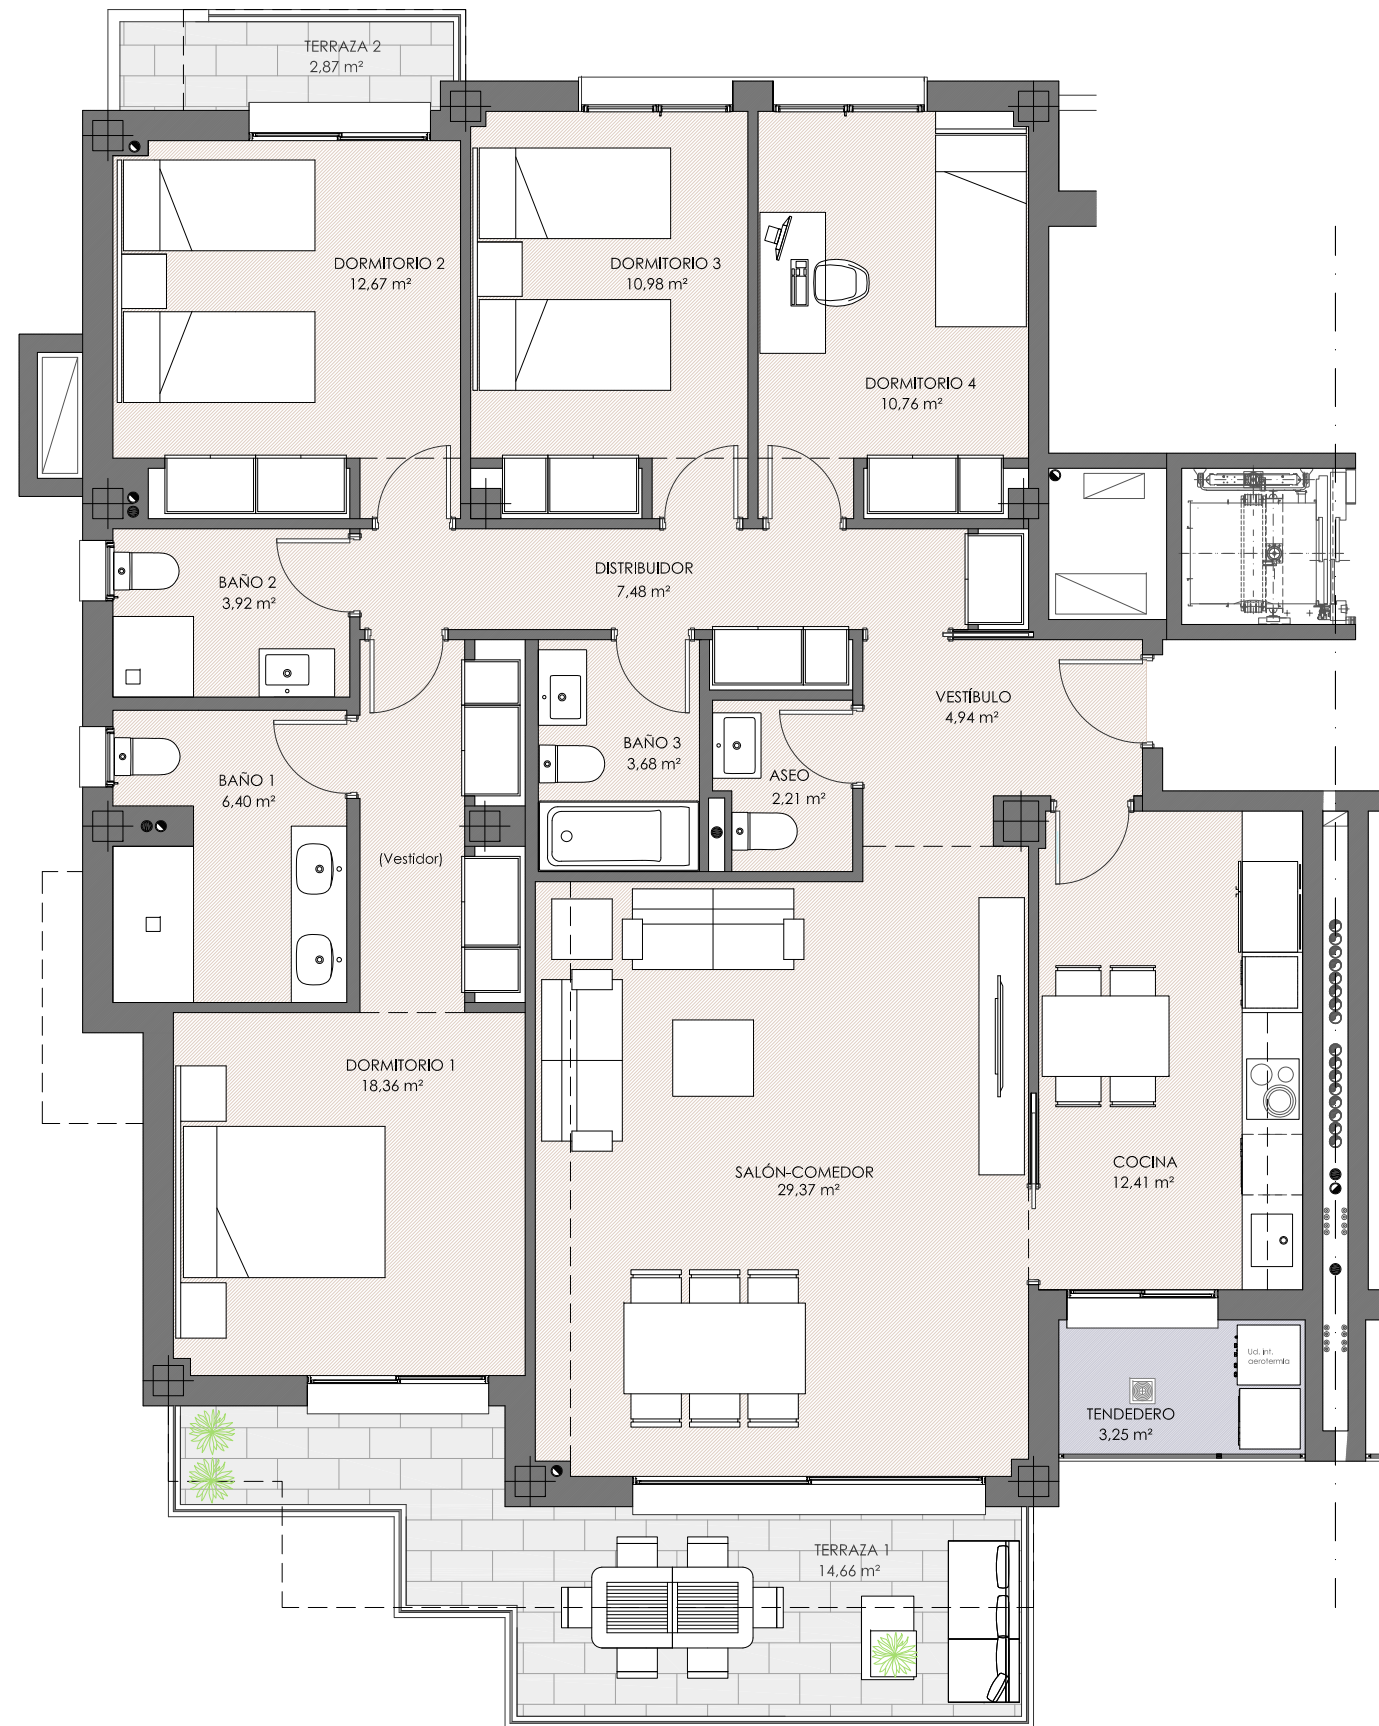 TERRAZA 2
2,87 m²
DORMITORIO 2
12,67 m²
DORMITORIO 3
10,98 m²
DORMITORIO 4
10,76 m²
DISTRIBUIDOR
7,48 m²
BAÑO 2
3,92 m²
VESTÍBULO
4,94 m²
BAÑO 3
3,68 m²
ASEO
2,21 m²
BAÑO 1
6,40 m²
(Vestidor)
DORMITORIO 1
18,36 m²
SALÓN-COMEDOR
29,37 m²
COCINA
12,41 m²
Ud. int.
aerotermia
TENDEDERO
3,25 m²
TERRAZA 1
14,66 m²